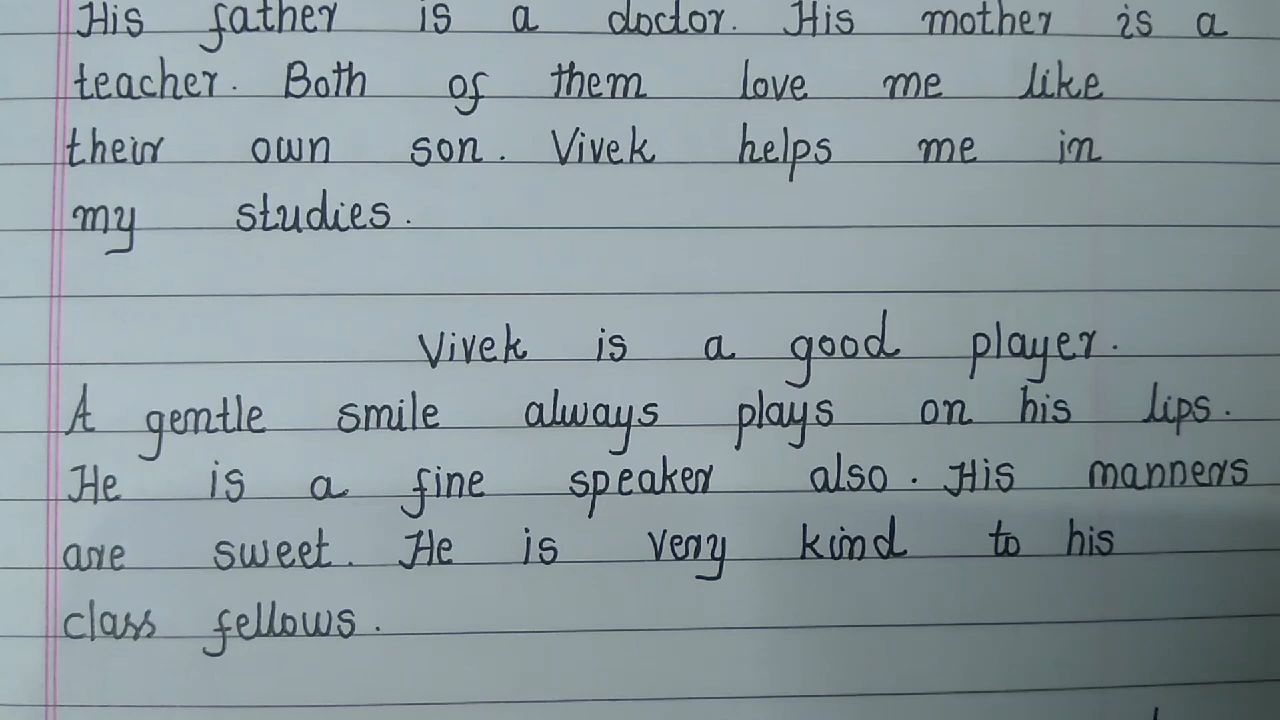 His father is a doctor. His mother is a
teacher. Both of them love me like
their own son. Vivek helps me in
my studies.
Vivek is a good player.
A gentle smile always plays on his lips.
He is a fine speaker also. His manners
are sweet. He is very kind to his
class fellows.